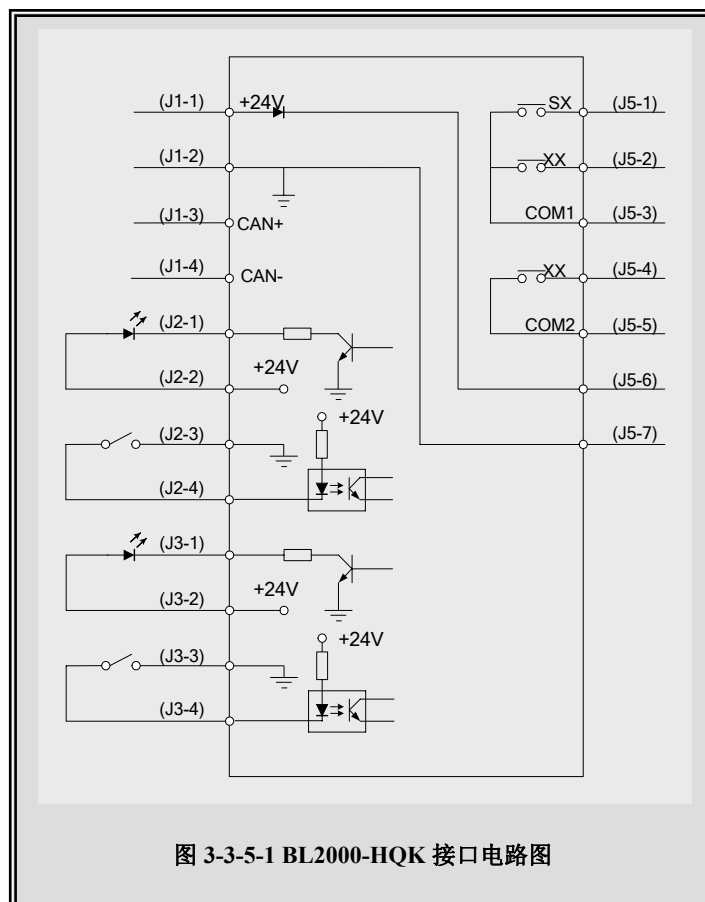 (J1-1) +24V SX (J5-1)
(J1-2) XX (J5-2)
(J1-3) CAN+ COM1 (J5-3)
(J1-4) CAN- XX (J5-4)
(J2-1) COM2 (J5-5)
(J2-2) +24V (J5-6)
+24V
(J2-3) (J5-7)
(J2-4)
(J3-1)
(J3-2) +24V
+24V
(J3-3)
(J3-4)
图 3-3-5-1 BL2000-HQK 接口电路图